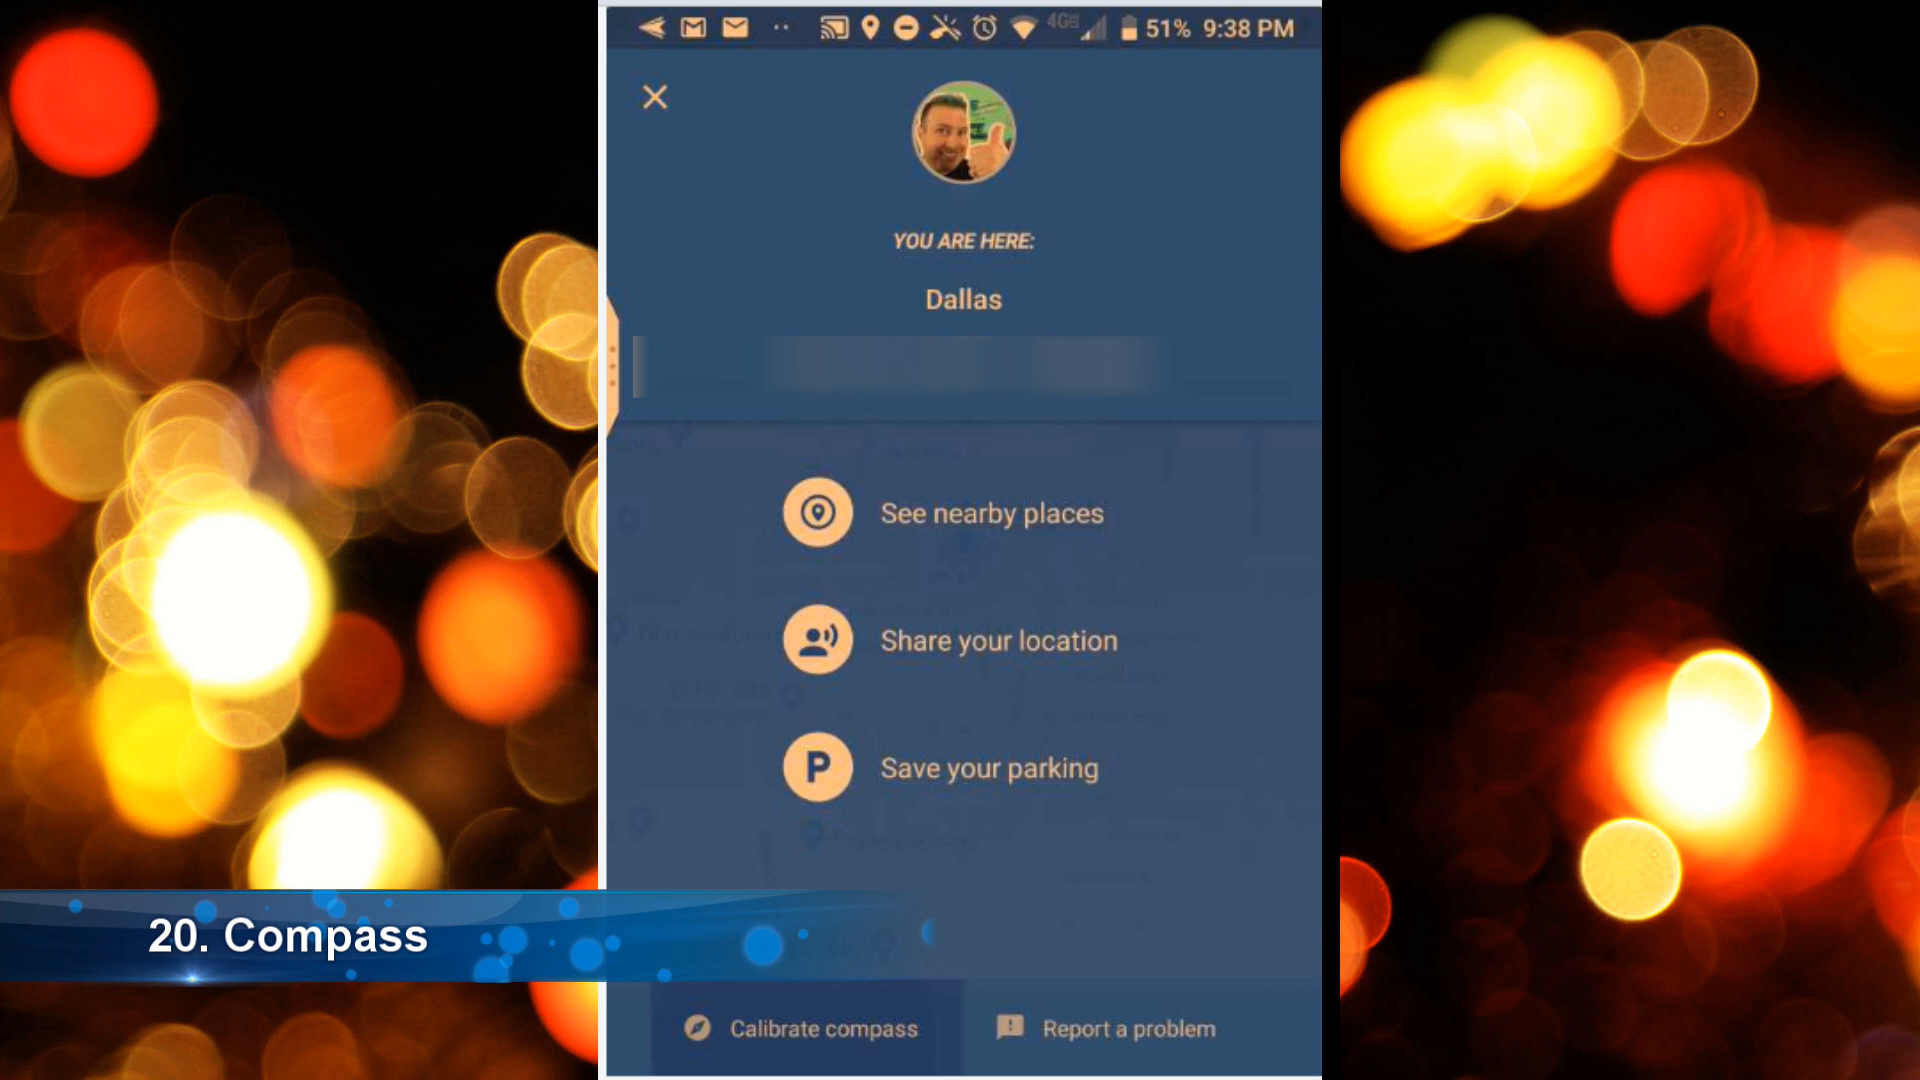 4G
51% 9:38 PM
YOU ARE HERE:
Dallas
See nearby places
Share your location
P
Save your parking
20. Compass
Calibrate compass
Report a problem